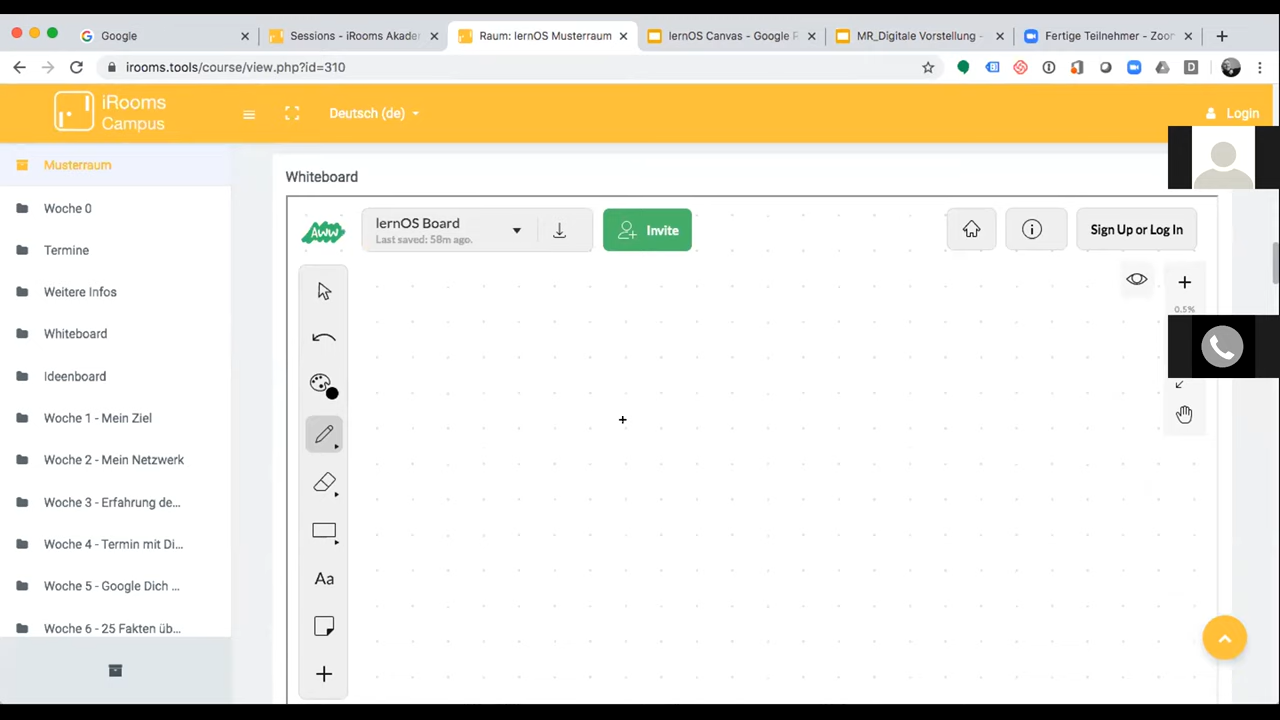 Google
Sessions - iRooms Akade
Raum: lernOS Musterraum
lernOS Canvas - Google P
MR_Digitale Vorstellung -
Fertige Teilnehmer - Zoom
irooms.tools/course/view.php?id=310
iRooms
Campus
Deutsch (de)
Login
Musterraum
Woche 0
Termine
Weitere Infos
Whiteboard
Ideenboard
Woche 1 - Mein Ziel
Woche 2 - Mein Netzwerk
Woche 3 - Erfahrung de...
Woche 4 - Termin mit Di...
Woche 5 - Google Dich ...
Woche 6 - 25 Fakten üb...
Whiteboard
AWW
lernOS Board
Last saved: 58m ago.
Invite
Sign Up or Log In
0.5%
Aa